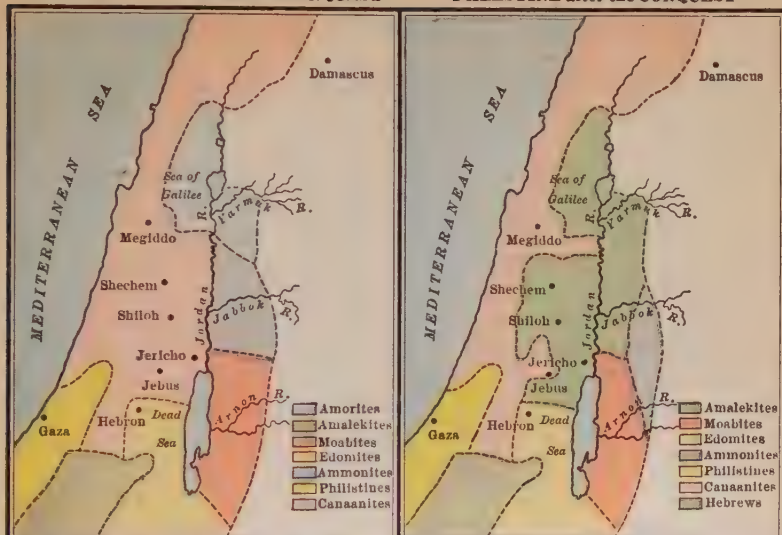 MEDITERRANEAN SEA
Damascus
Sea of
Galilee
R.
Yarmuk
R.
Megiddo
Shechem
Shiloh
Jordan
Jabbok
R.
Jericho
Jebus
Hebron
Dead
Sea
Arnon
R.
Gaza
Amorites
Amalekites
Moabites
Edomites
Ammonites
Philistines
Canaanites
CONQUEST
MEDITERRANEAN SEA
Damascus
Sea of
Galilee
R.
Yarmuk
R.
Megiddo
Shechem
Shiloh
Jordan
Jabbok
R.
Jericho
Jebus
Hebron
Dead
Sea
Arnon
R.
Gaza
Amalekites
Moabites
Edomites
Ammonites
Philistines
Canaanites
Hebrews